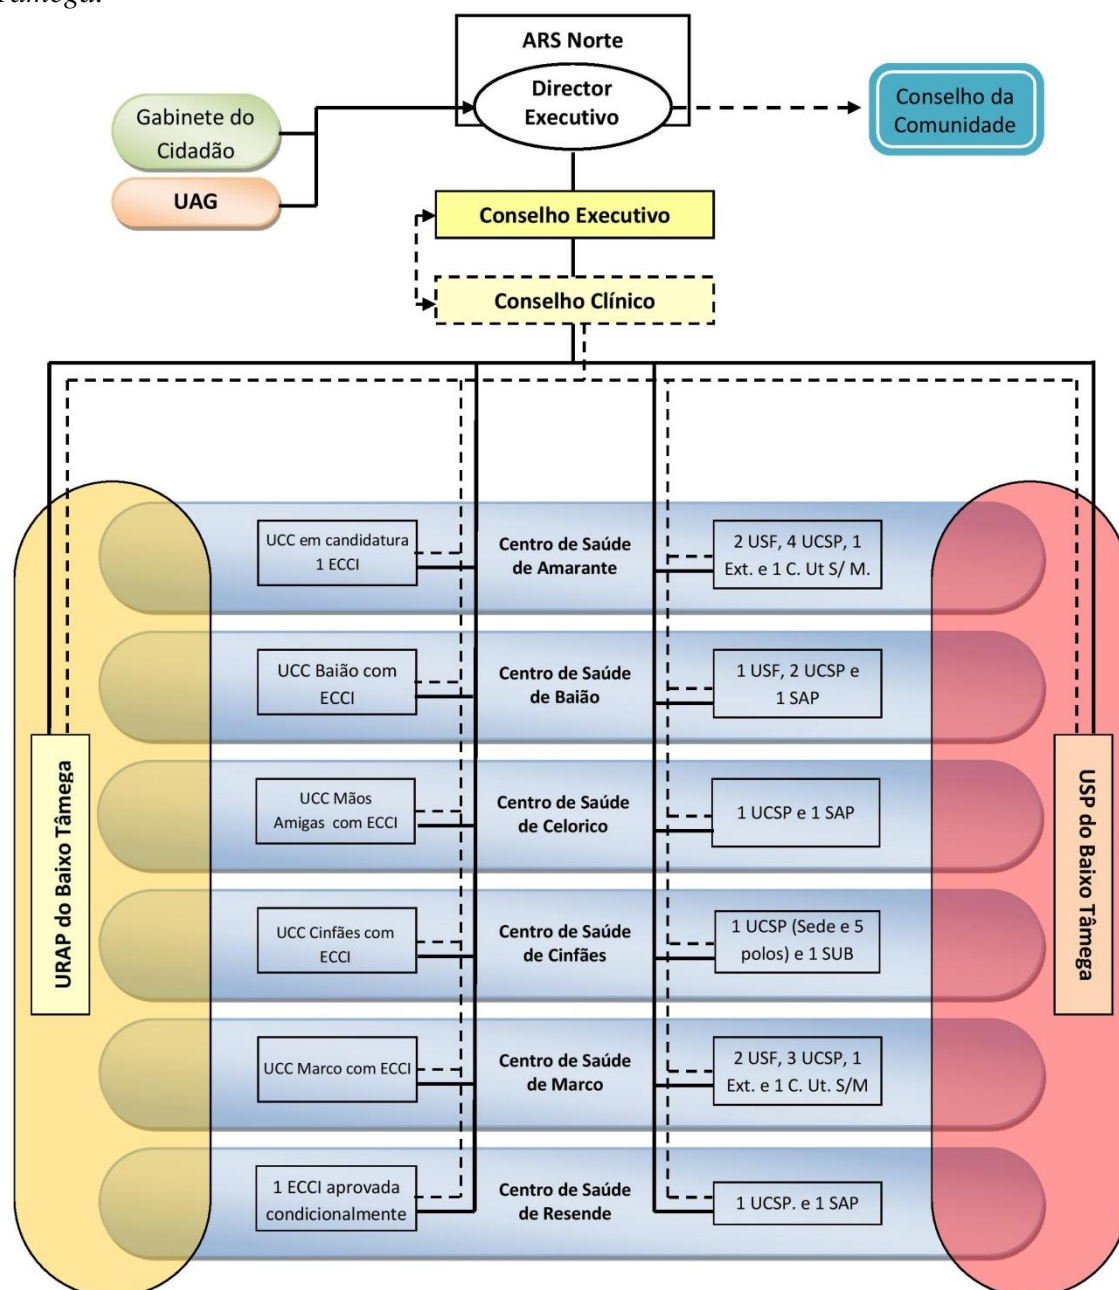 Tâmega.
ARS Norte
Director
Executivo
Conselho da
Comunidade
Gabinete do
Cidadão
UAG
Conselho Executivo
Conselho Clínico
UCC em candidatura
1 ECCI
Centro de Saúde
de Amarante
2 USF, 4 UCSP, 1
Ext. e 1 C. Ut S/ M.
UCC Baião com
ECCI
Centro de Saúde
de Baião
1 USF, 2 UCSP e
1 SAP
URAP do Baixo Tâmega
UCC Mãos
Amigas com ECCI
Centro de Saúde
de Celorico
1 UCSP e 1 SAP
USP do Baixo Tâmega
UCC Cinfães com
ECCI
Centro de Saúde
de Cinfães
1 UCSP (Sede e 5
polos) e 1 SUB
UCC Marco com ECCI
Centro de Saúde
de Marco
2 USF, 3 UCSP, 1
Ext. e 1 C. Ut. S/M
1 ECCI aprovada
condicionalmente
Centro de Saúde
de Resende
1 UCSP. e 1 SAP